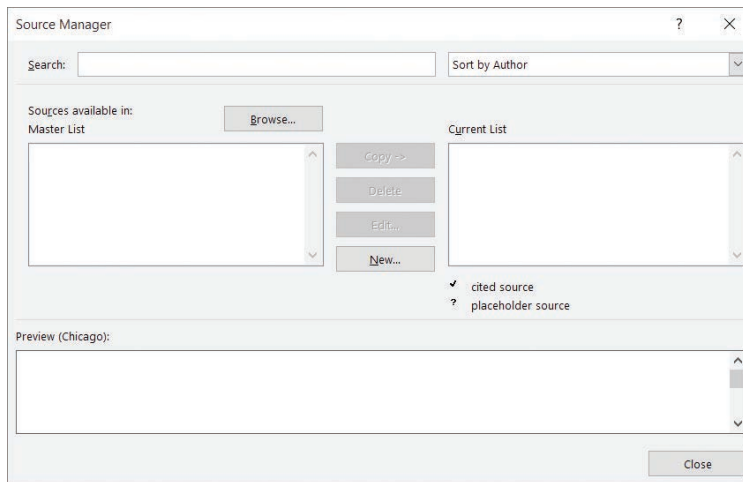 Source Manager
?
Search:
Sort by Author
Sources available in:
Master List
Browse...
Current List
Copy ->
Delete
Edit...
New...
✓ cited source
? placeholder source
Preview (Chicago):
Close